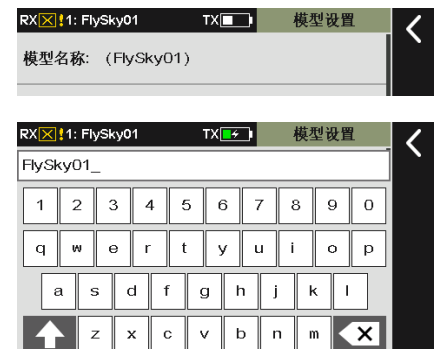 RX 1: FlySky01 TX 模型设置
模型名称: (FlySky01)
RX 1: FlySky01 TX 模型设置
FlySky01_
1 2 3 4 5 6 7 8 9 0
q w e r t y u i o p
a s d f g h j k l
z x c v b n m